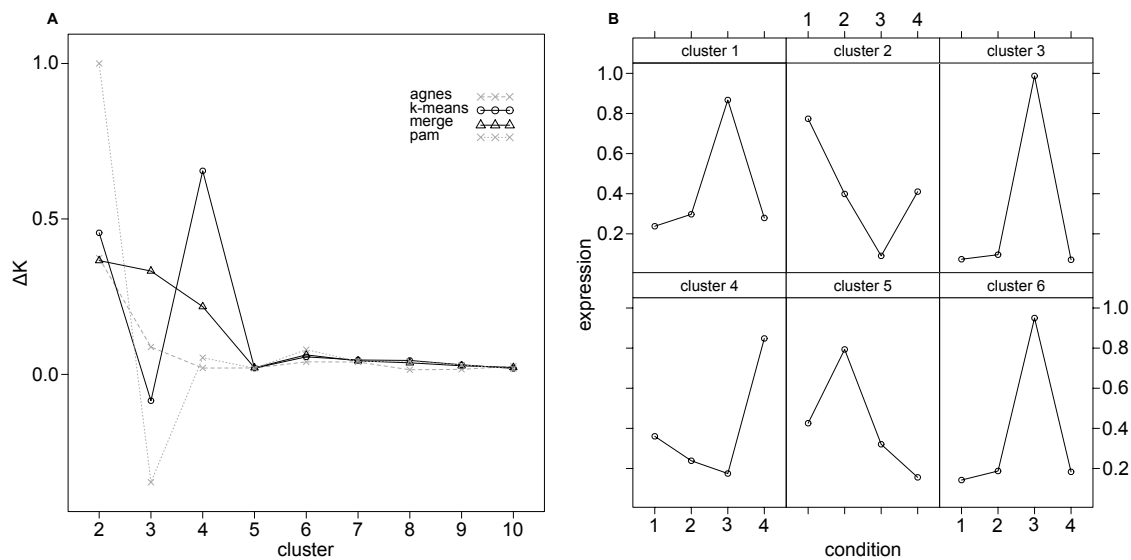 A
1.0
0.5
0.0
ΔK
agnes
k-means
merge
pam
2 3 4 5 6 7 8 9 10
cluster
B
1 2 3 4
cluster 1 cluster 2 cluster 3
1.0
0.8
0.6
0.4
0.2
expression
cluster 4 cluster 5 cluster 6
1.0
0.8
0.6
0.4
0.2
1 2 3 4 1 2 3 4
condition